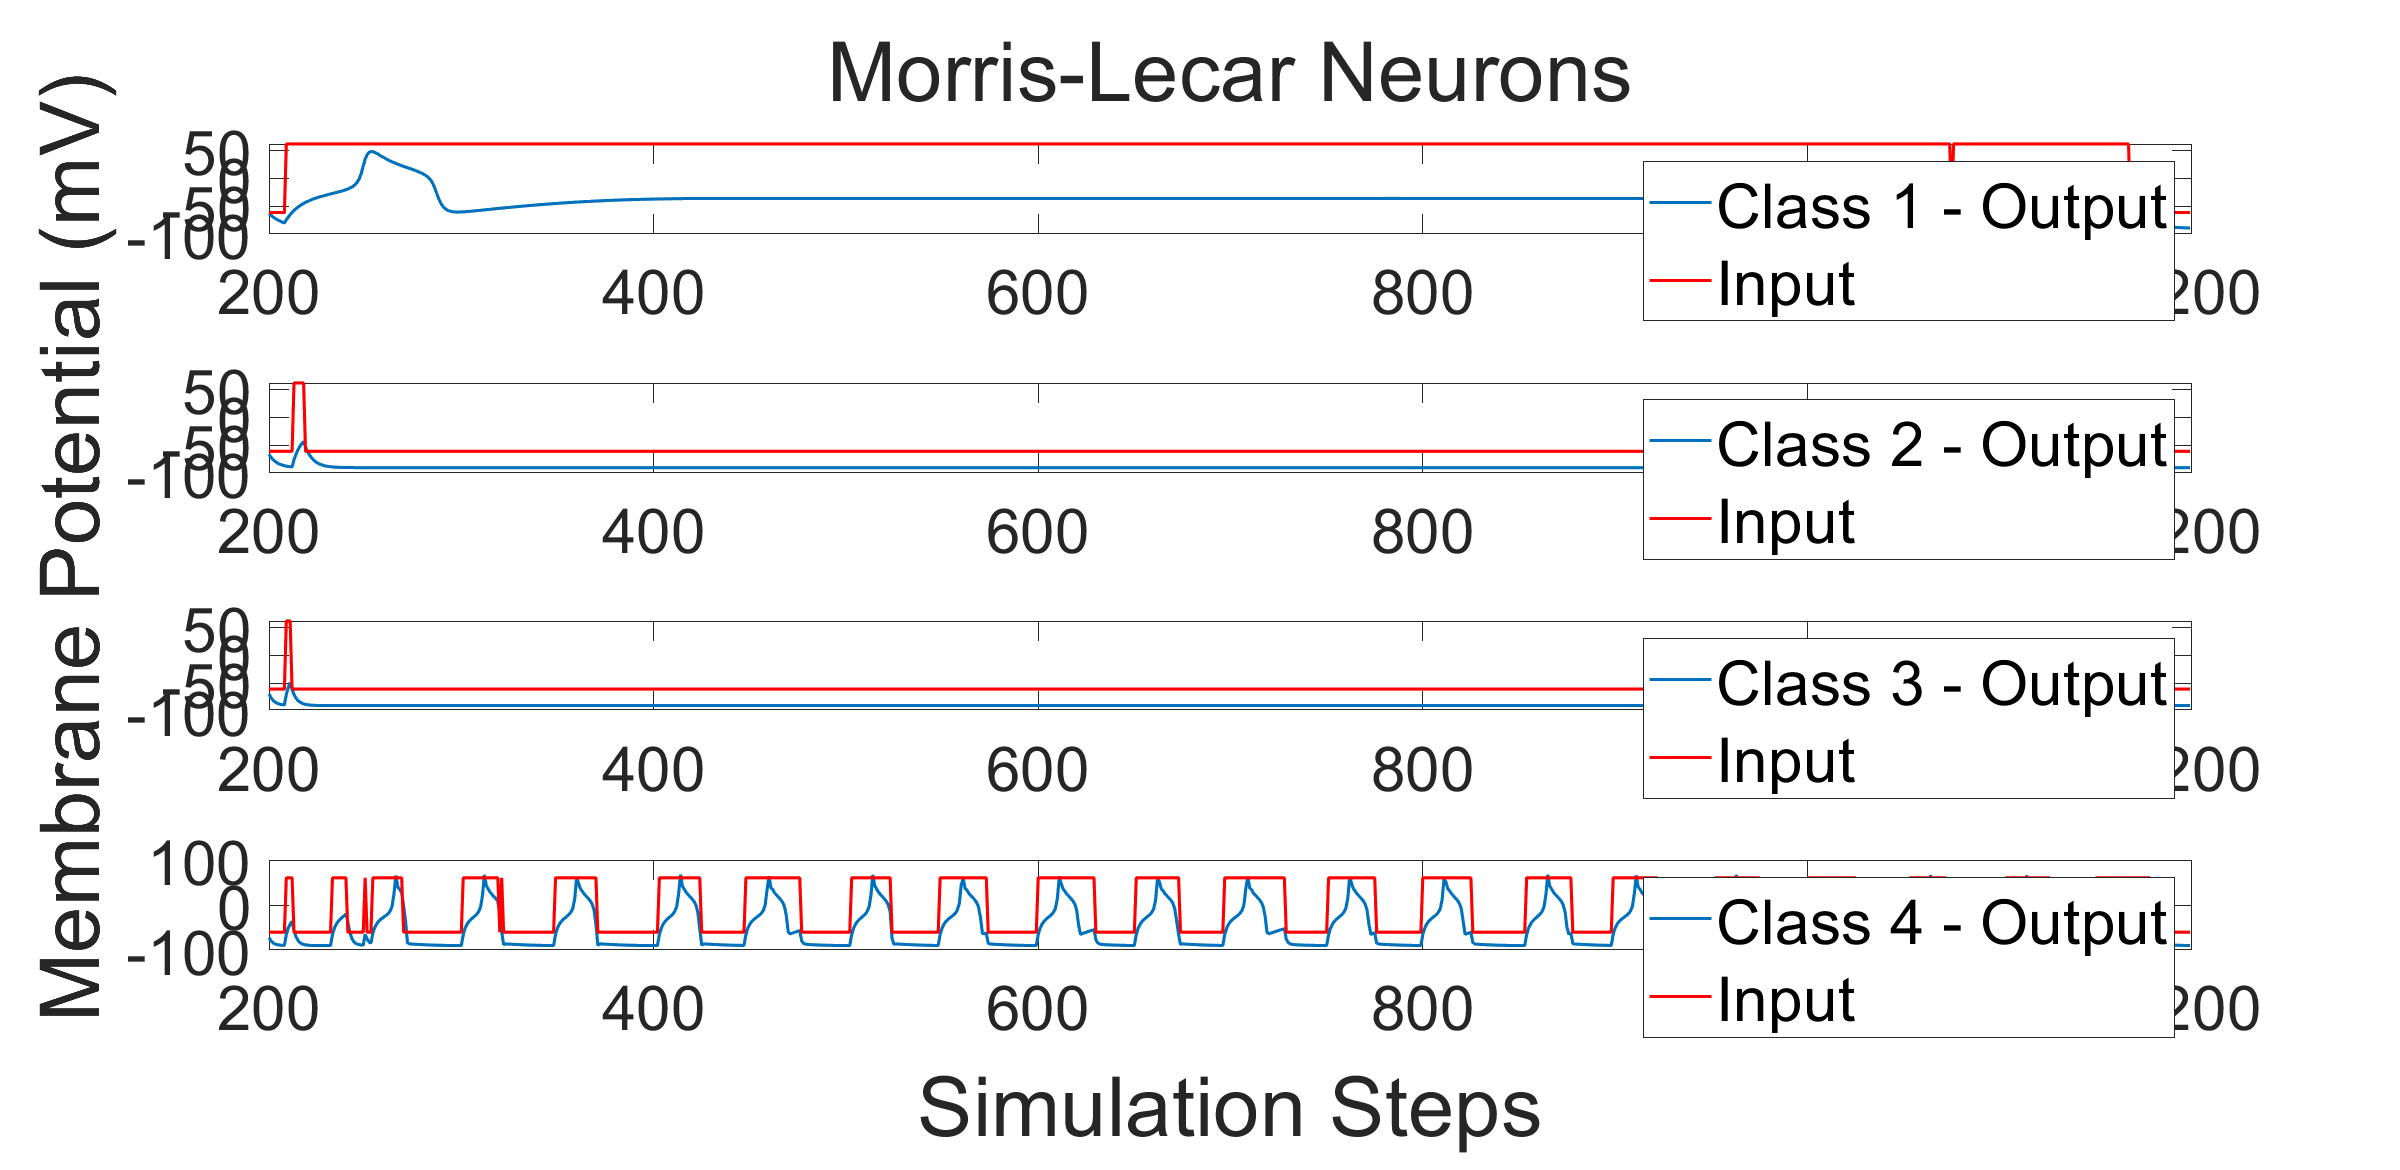 Morris-Lecar Neurons
Membrane Potential (mV)
50
0
-50
-100
200 400 600 800 200
Class 1 - Output
Input
50
0
-50
-100
200 400 600 800 200
Class 2 - Output
Input
50
0
-50
-100
200 400 600 800 200
Class 3 - Output
Input
100
0
-100
200 400 600 800 200
Class 4 - Output
Input
Simulation Steps